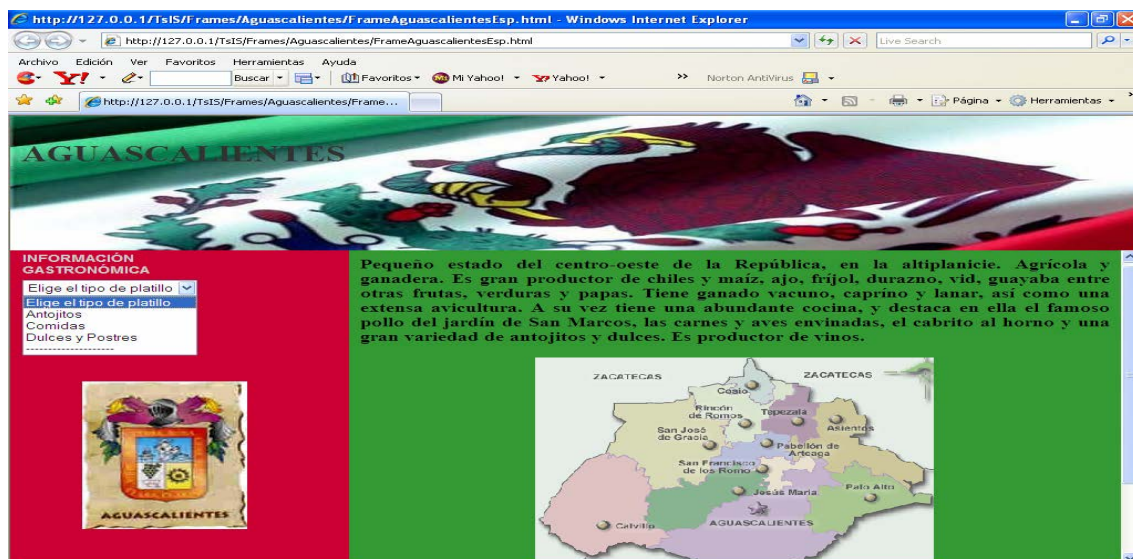 http://127.0.0.1/TsIS/Frames/Aguascalientes/FrameAguascalientesEsp.html - Windows Internet Explorer
http://127.0.0.1/TsIS/Frames/Aguascalientes/FrameAguascalientesEsp.html
Live Search
Archivo Edición Ver Favoritos Herramientas Ayuda
Y! Buscar Favoritos Mi Yahoo! Yahoo! >> Norton AntiVirus
http://127.0.0.1/TsIS/Frames/Aguascalientes/Frame...
Página Herramientas
AGUASCALIENTES
INFORMACIÓN
GASTRONÓMICA
Elige el tipo de platillo
Elige el tipo de platillo
Antojitos
Comidas
Dulces y Postres
--------------------
AGUASCALIENTES
Pequeño estado del centro-oeste de la República, en la altiplanicie. Agrícola y
ganadera. Es gran productor de chiles y maíz, ajo, fríjol, durazno, vid, guayaba entre
otras frutas, verduras y papas. Tiene ganado vacuno, caprino y lanar, así como una
extensa avicultura. A su vez tiene una abundante cocina, y destaca en ella el famoso
pollo del jardín de San Marcos, las carnes y aves envinadas, el cabrito al horno y una
gran variedad de antojitos y dulces. Es productor de vinos.
ZACATECAS
ZACATECAS
Cosío
Rincón
de Romos
Tepezala
Asientos
San José
de Gracia
Pabellón de
Arteaga
San Francisco
de los Romo
Jesús María
Palo Alto
Calvillo
AGUASCALIENTES